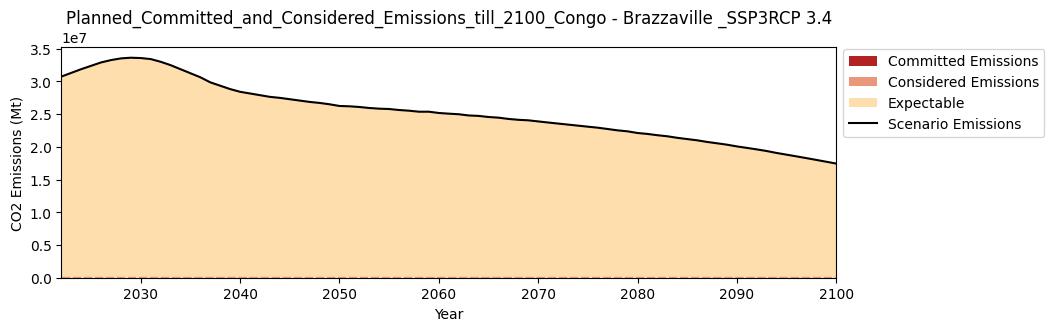 Planned_Committed_and_Considered_Emissions_till_2100_Congo - Brazzaville _SSP3RCP 3.4
1e7
3.5
3.0
2.5
2.0
1.5
1.0
0.5
0.0
CO2 Emissions (Mt)
2030 2040 2050 2060 2070 2080 2090 2100
Year
Committed Emissions
Considered Emissions
Expectable
Scenario Emissions